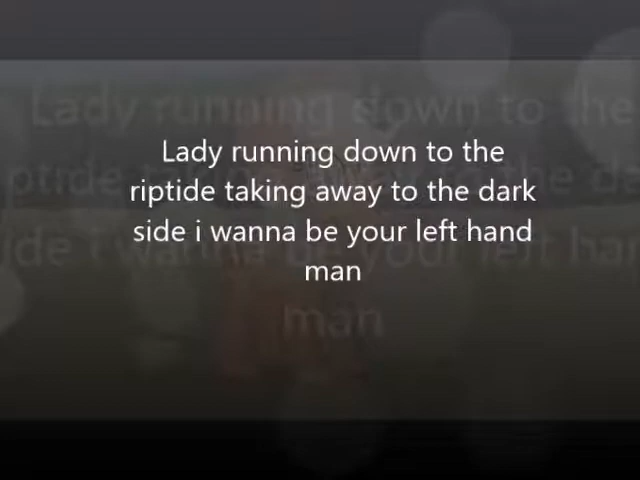 Lady running down to the
riptide taking away to the dark
side i wanna be your left hand
man